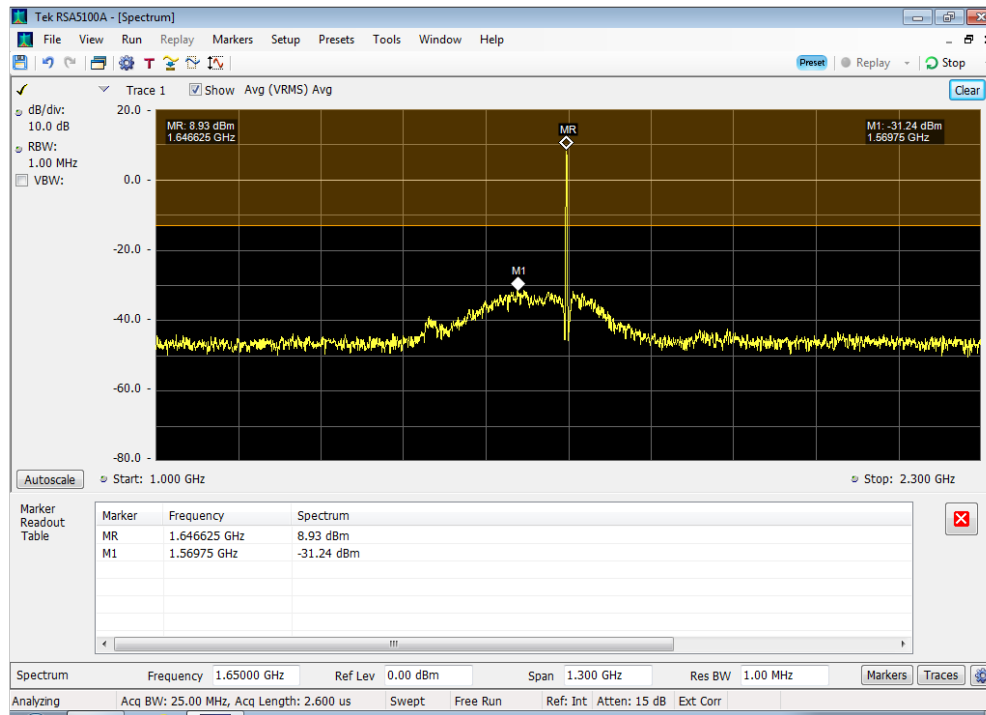 Tek RSA5100A - [Spectrum]
File View Run Replay Markers Setup Presets Tools Window Help
T Preset Replay Stop
Trace 1 Show Avg (VRMS) Avg Clear
dB/div:
10.0 dB
RBW:
1.00 MHz
VBW:
20.0
0.0
-20.0
-40.0
-60.0
-80.0
MR: 8.93 dBm
1.646625 GHz
MR
M1: -31.24 dBm
1.56975 GHz
M1
Autoscale Start: 1.000 GHz Stop: 2.300 GHz
Marker
Readout
Table
Marker Frequency Spectrum
MR 1.646625 GHz 8.93 dBm
M1 1.56975 GHz -31.24 dBm
Spectrum Frequency 1.65000 GHz Ref Lev 0.00 dBm Span 1.300 GHz Res BW 1.00 MHz Markers Traces
Analyzing Acq BW: 25.00 MHz, Acq Length: 2.600 us Swept Free Run Ref: Int Atten: 15 dB Ext Corr